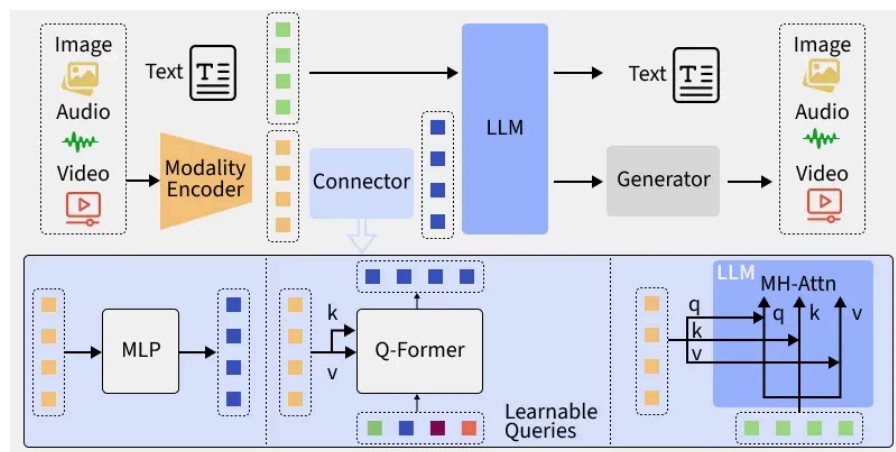 Image
Audio
Video
Text
T
Modality
Encoder
Connector
LLM
Text
T
Generator
Image
Audio
Video
MLP
k
v
Q-Former
Learnable
Queries
LLM
MH-Attn
q
k
v
q
k
v